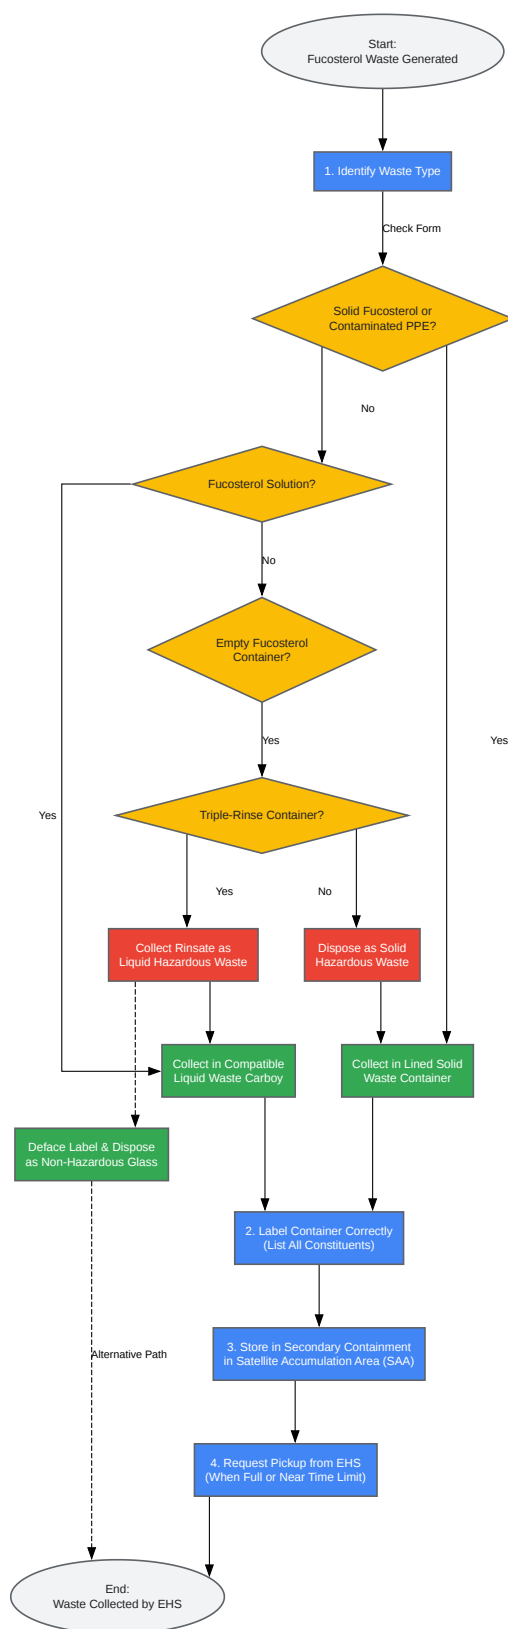 Start:
Fucosterol Waste Generated
1. Identify Waste Type
Check Form
Solid Fucosterol or
Contaminated PPE?
No
Fucosterol Solution?
No
Empty Fucosterol
Container?
Yes
Yes
Triple-Rinse Container?
Yes
Yes
No
Collect Rinsate as
Liquid Hazardous Waste
Dispose as Solid
Hazardous Waste
Collect in Compatible
Liquid Waste Carboy
Collect in Lined Solid
Waste Container
Deface Label & Dispose
as Non-Hazardous Glass
2. Label Container Correctly
(List All Constituents)
3. Store in Secondary Containment
in Satellite Accumulation Area (SAA)
Alternative Path
4. Request Pickup from EHS
(When Full or Near Time Limit)
End:
Waste Collected by EHS